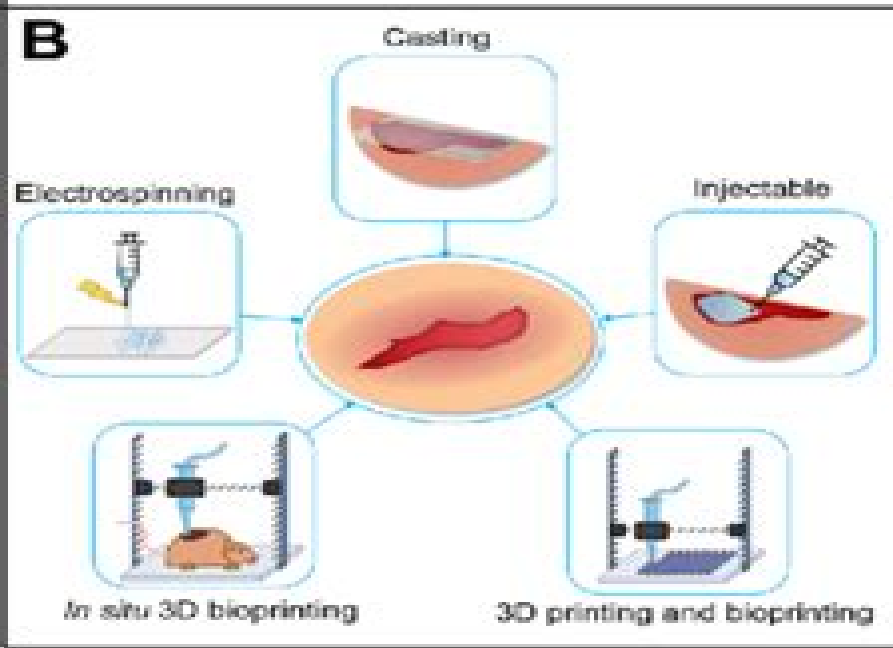 B
Casting
Electrospinning
Injectable
In situ 3D bioprinting
3D printing and bioprinting